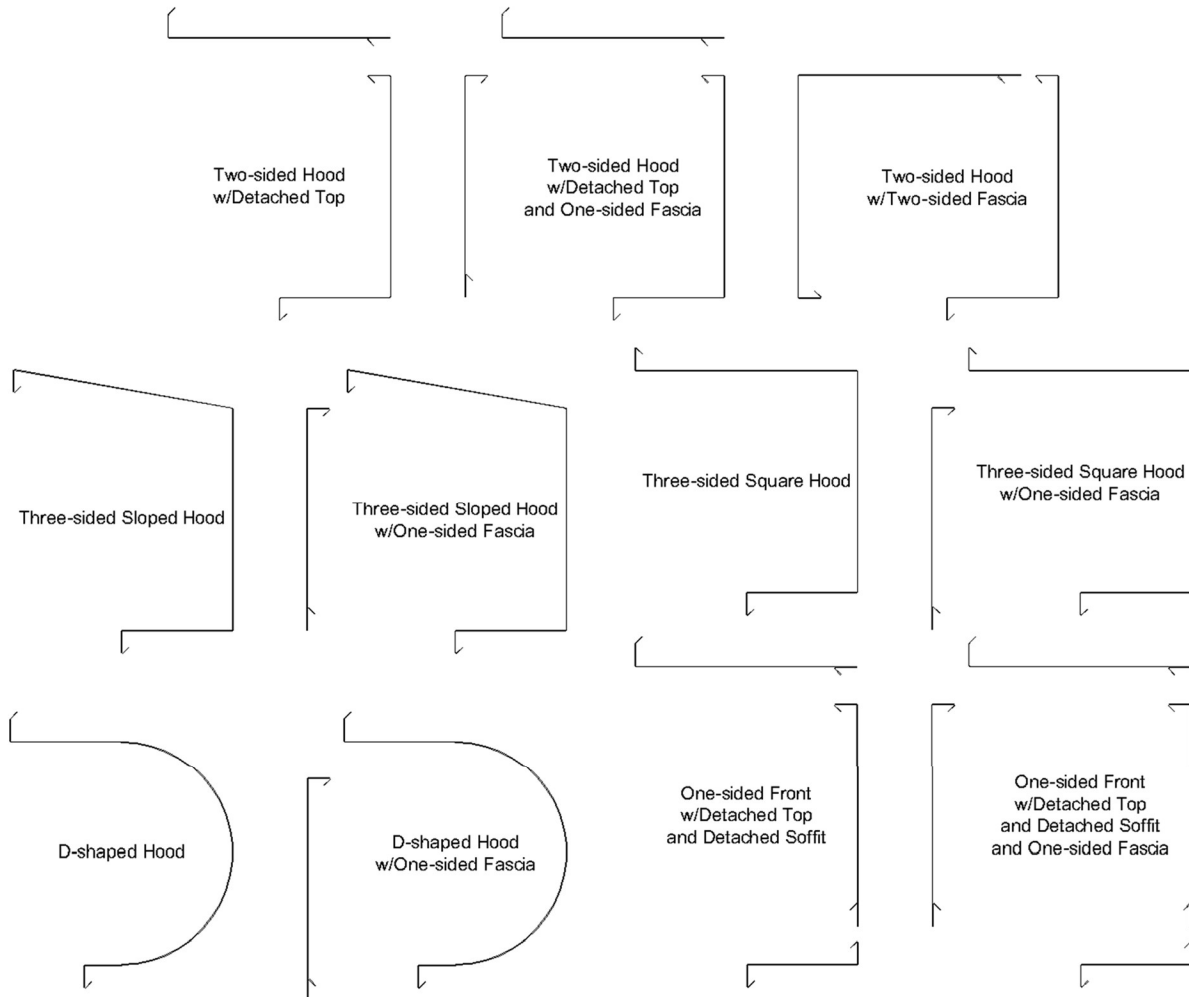 Two-sided Hood
w/Detached Top
Two-sided Hood
w/Detached Top
and One-sided Fascia
Two-sided Hood
w/Two-sided Fascia
Three-sided Sloped Hood
Three-sided Sloped Hood
w/One-sided Fascia
Three-sided Square Hood
Three-sided Square Hood
w/One-sided Fascia
D-shaped Hood
D-shaped Hood
w/One-sided Fascia
One-sided Front
w/Detached Top
and Detached Soffit
One-sided Front
w/Detached Top
and Detached Soffit
and One-sided Fascia